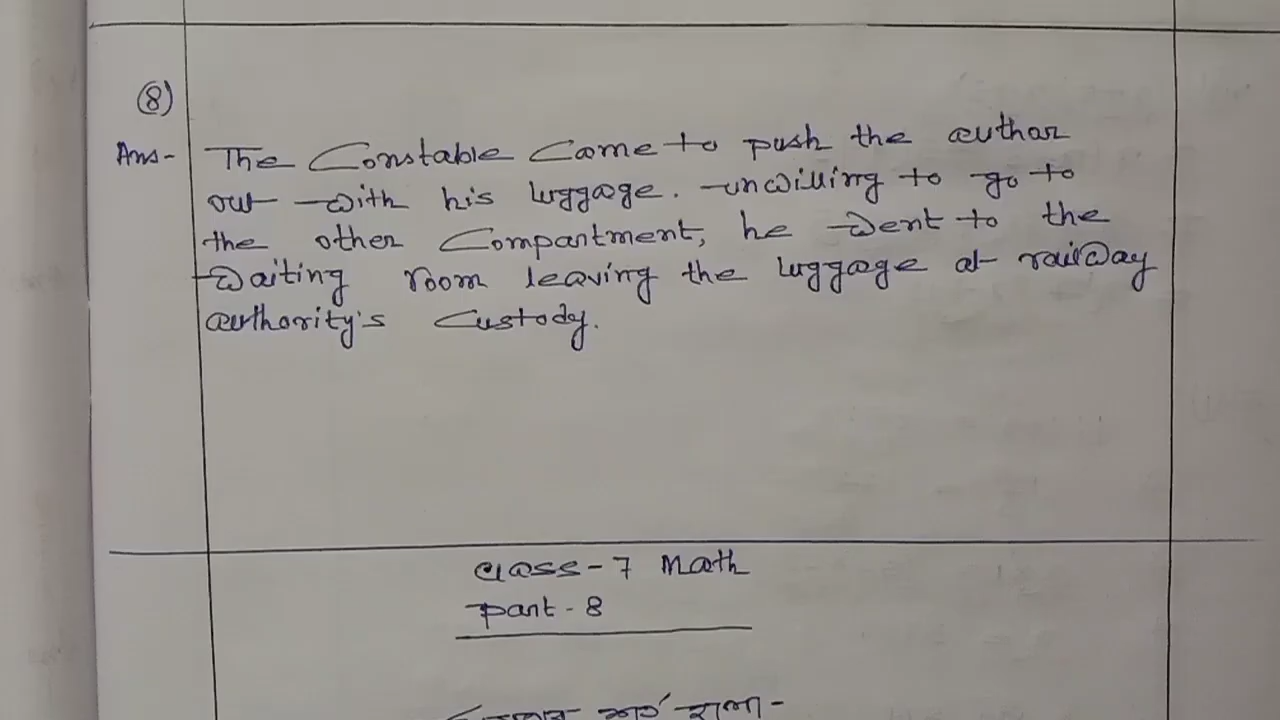 (8)
Ans- The Constable Came to push the author
out with his luggage. unwilling to go to
the other Compartment, he went to the
waiting room leaving the luggage at railway
authority's Custody.
Class-7 Math
Part-8